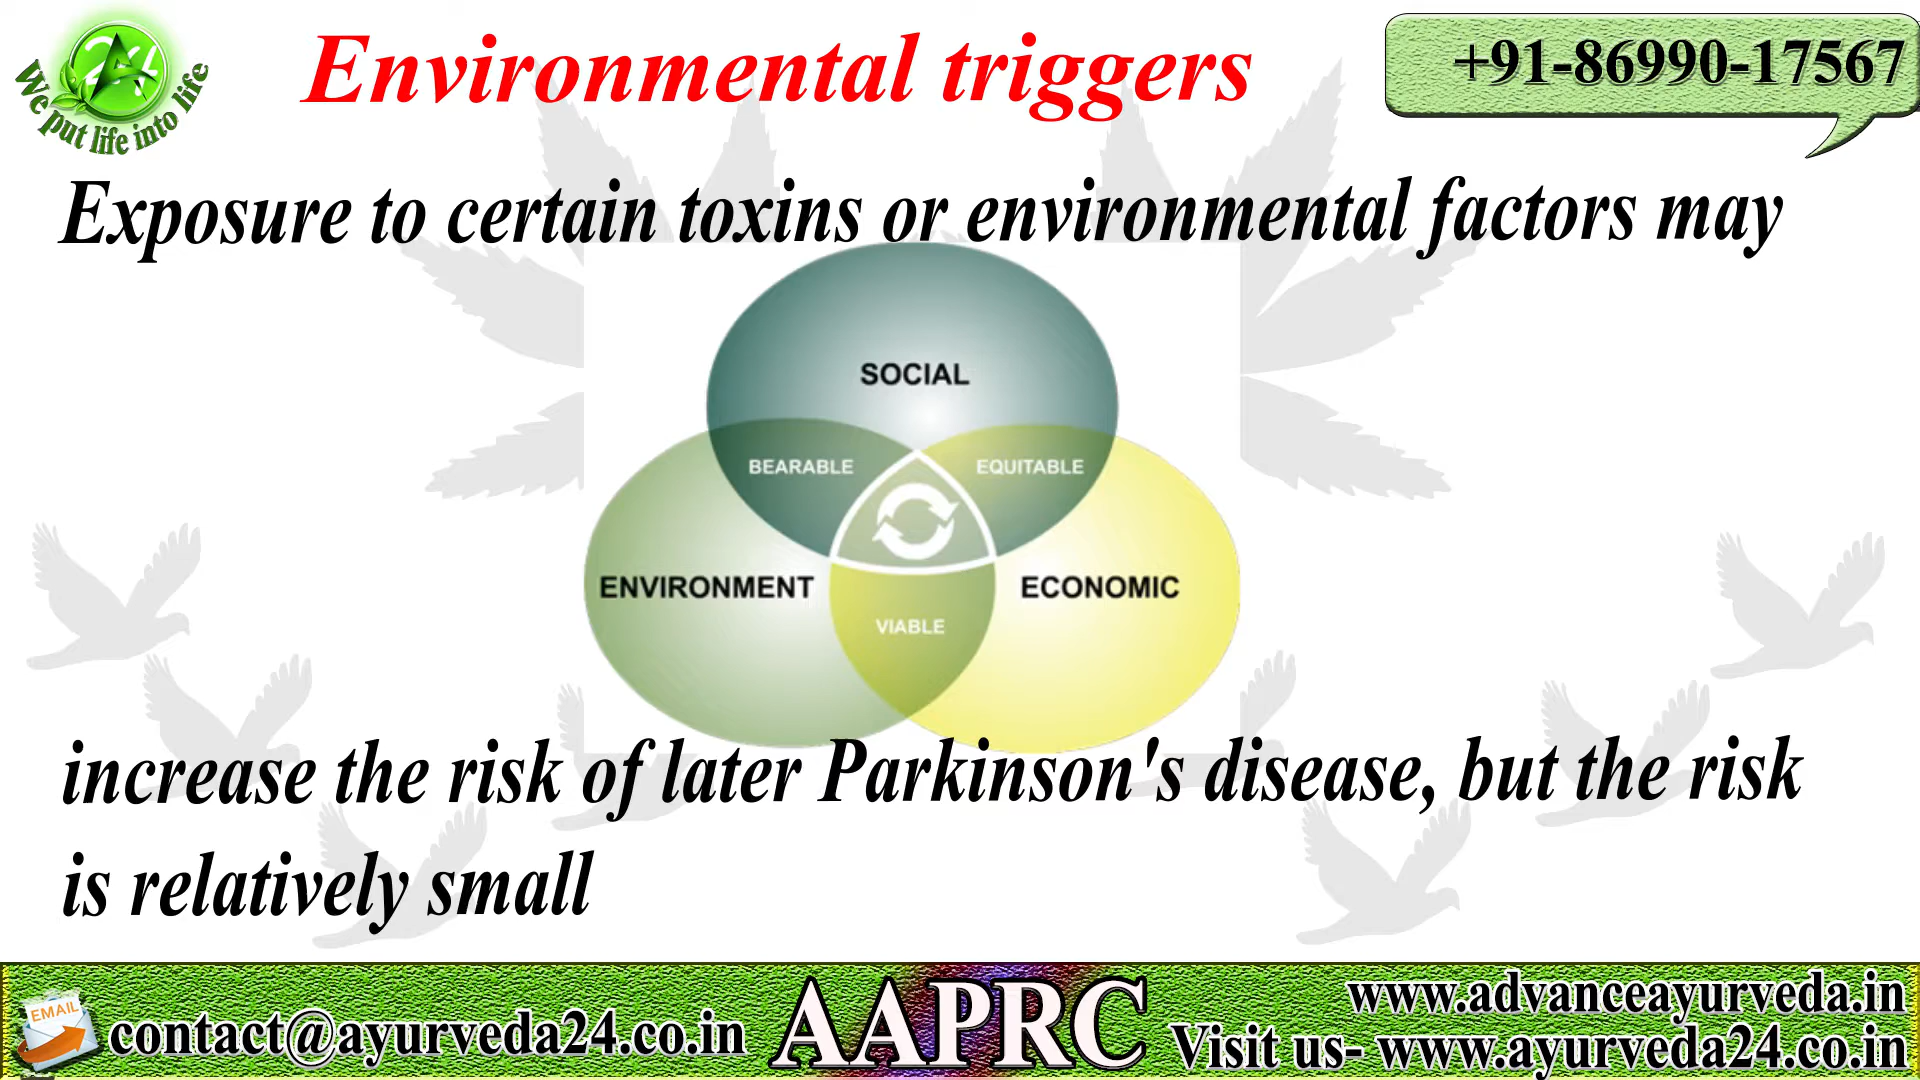 We put life into life
Environmental triggers
+91-86990-17567
Exposure to certain toxins or environmental factors may
SOCIAL
BEARABLE
EQUITABLE
ENVIRONMENT
ECONOMIC
VIABLE
increase the risk of later Parkinson's disease, but the risk
is relatively small
EMAIL
contact@ayurveda24.co.in
AAPRC
www.advanceayurveda.in
Visit us- www.ayurveda24.co.in